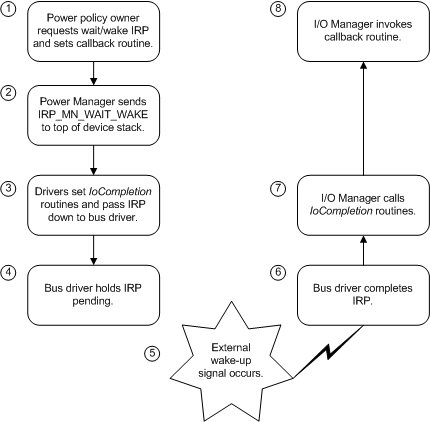 1
Power policy owner
requests wait/wake IRP
and sets callback routine.
2
Power Manager sends
IRP_MN_WAIT_WAKE
to top of device stack.
3
Drivers set IoCompletion
routines and pass IRP
down to bus driver.
4
Bus driver holds IRP
pending.
5
External
wake-up
signal occurs.
6
Bus driver completes
IRP.
7
I/O Manager calls
IoCompletion routines.
8
I/O Manager invokes
callback routine.